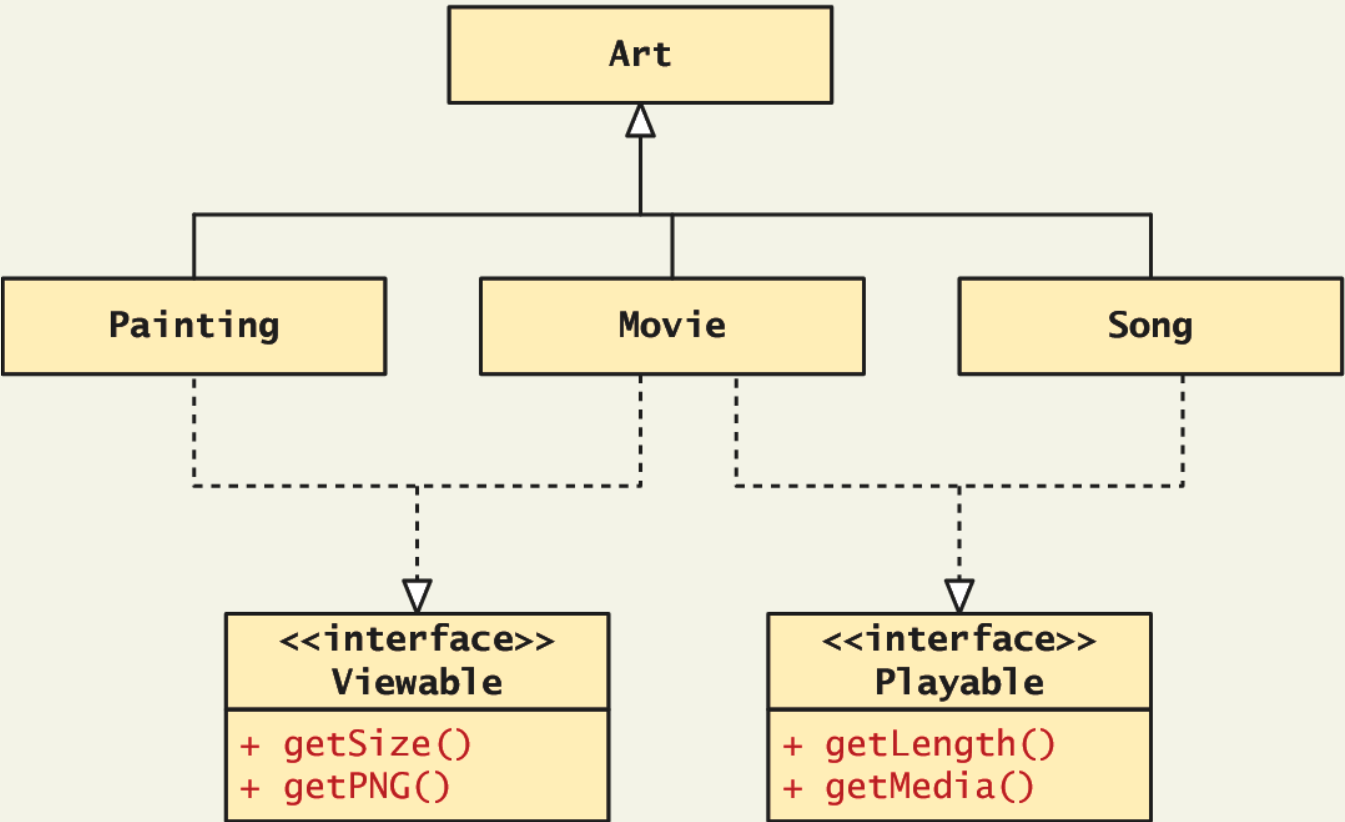 Art
Painting
Movie
Song
<<interface>>
Viewable
+ getSize()
+ getPNG()
<<interface>>
Playable
+ getLength()
+ getMedia()